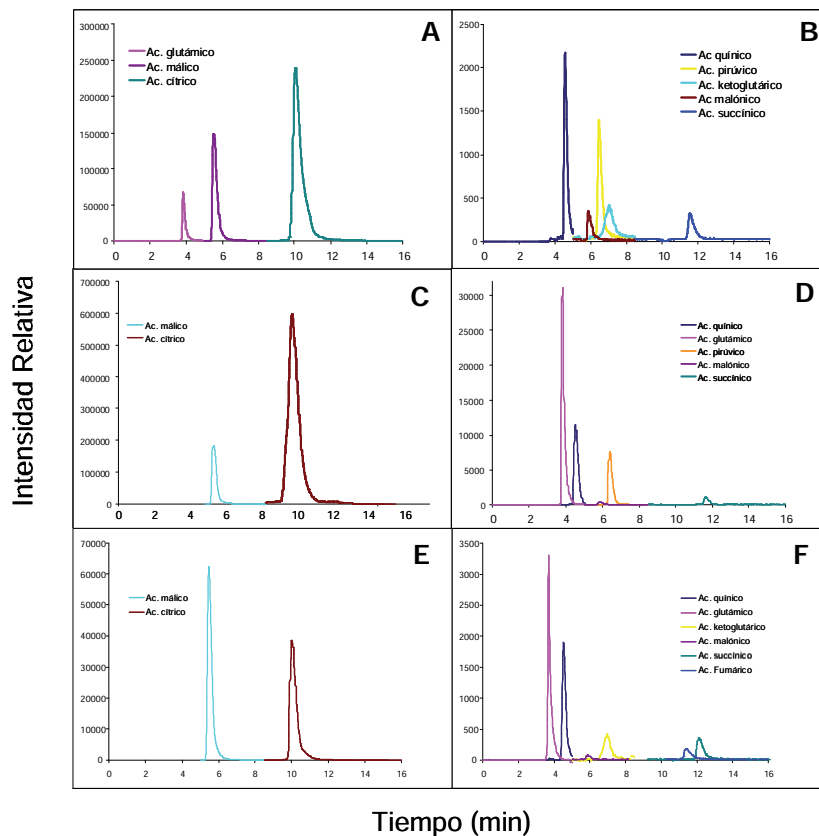 Intensidad Relativa
A
Ac. glutámico
Ac. málico
Ac. cítrico
300000
250000
200000
150000
100000
50000
0
0 2 4 6 8 10 12 14 16
B
Ac quínico
Ac. pirúvico
Ac. ketoglutárico
Ac malónico
Ac. succínico
2500
2000
1500
1000
500
0
0 2 4 6 8 10 12 14 16
C
Ac. málico
Ac. cítrico
700000
600000
500000
400000
300000
200000
100000
0
0 2 4 6 8 10 12 14 16
D
Ac. quínico
Ac. glutámico
Ac. pirúvico
Ac. malónico
Ac. succínico
30000
25000
20000
15000
10000
5000
0
0 2 4 6 8 10 12 14 16
E
Ac. málico
Ac. cítrico
70000
60000
50000
40000
30000
20000
10000
0
0 2 4 6 8 10 12 14 16
F
Ac. quínico
Ac. glutámico
Ac. ketoglutárico
Ac. malónico
Ac. succínico
Ac. Fumárico
3500
3000
2500
2000
1500
1000
500
0
0 2 4 6 8 10 12 14 16
Tiempo (min)